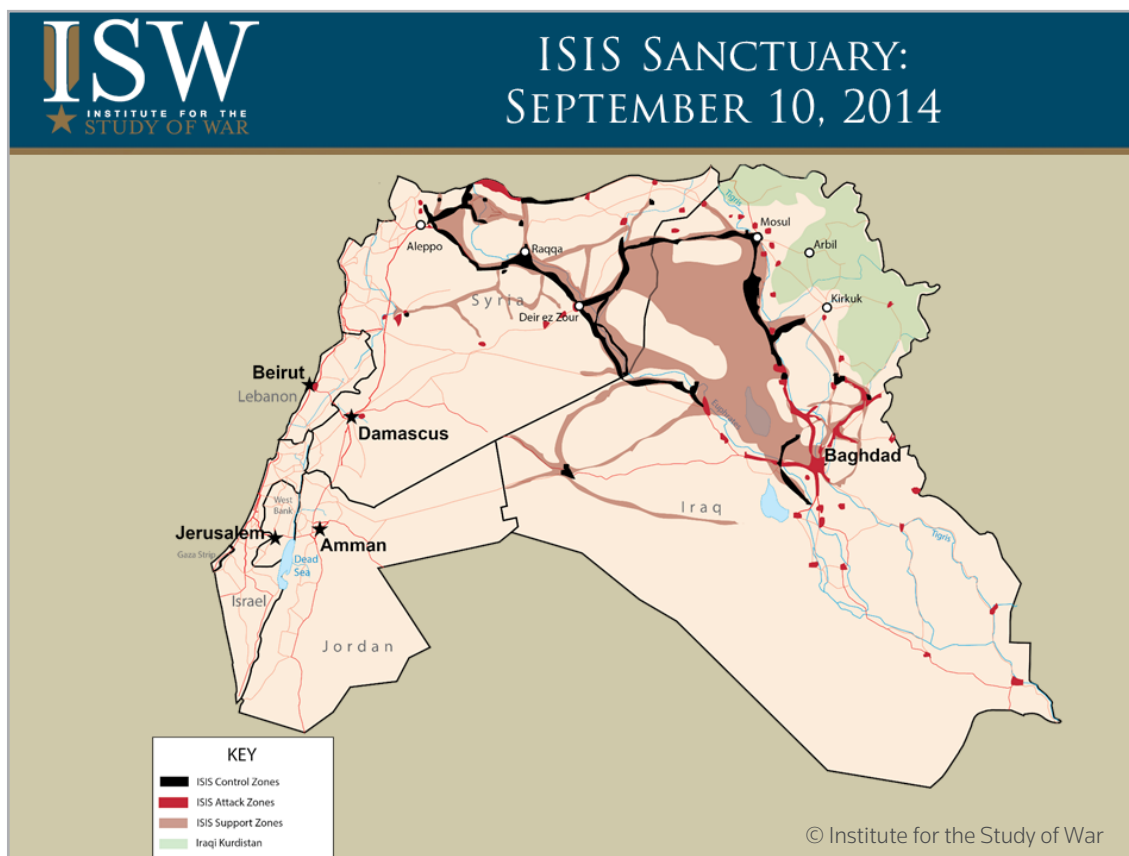 ISW
INSTITUTE FOR THE
STUDY OF WAR
ISIS SANCTUARY:
SEPTEMBER 10, 2014
Tigris
Mosul
Aleppo
Arbil
Raqqa
Syria
Kirkuk
Deir ez Zour
Beirut
Lebanon
Euphrates
Damascus
Baghdad
Iraq
West
Bank
Jerusalem
Amman
Gaza Strip
Dead
Sea
Tigris
Israel
Jordan
KEY
ISIS Control Zones
ISIS Attack Zones
ISIS Support Zones
Iraqi Kurdistan
© Institute for the Study of War